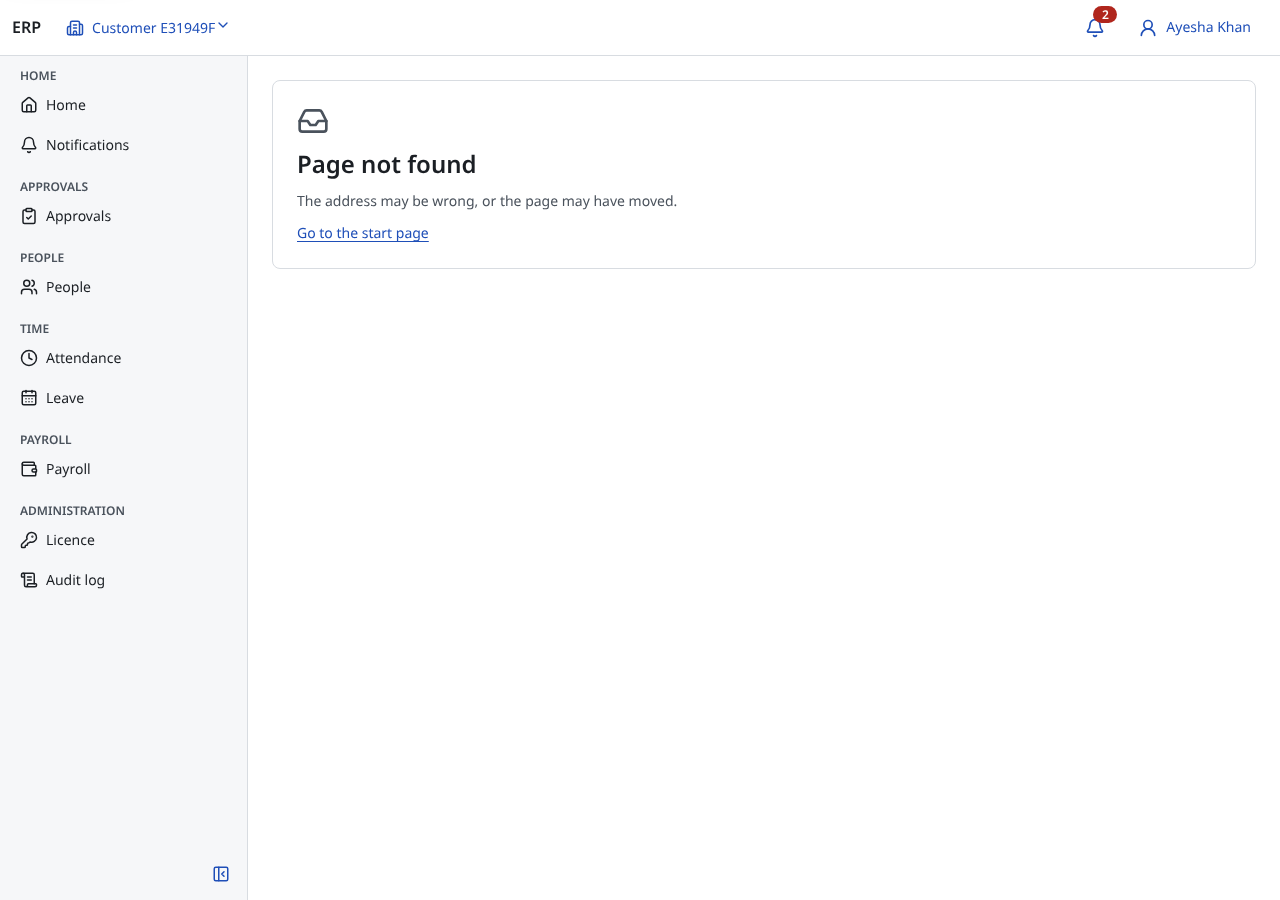 ERP
Customer E31949F
2
Ayesha Khan
HOME
Home
Notifications
APPROVALS
Approvals
PEOPLE
People
TIME
Attendance
Leave
PAYROLL
Payroll
ADMINISTRATION
Licence
Audit log
Page not found
The address may be wrong, or the page may have moved.
Go to the start page